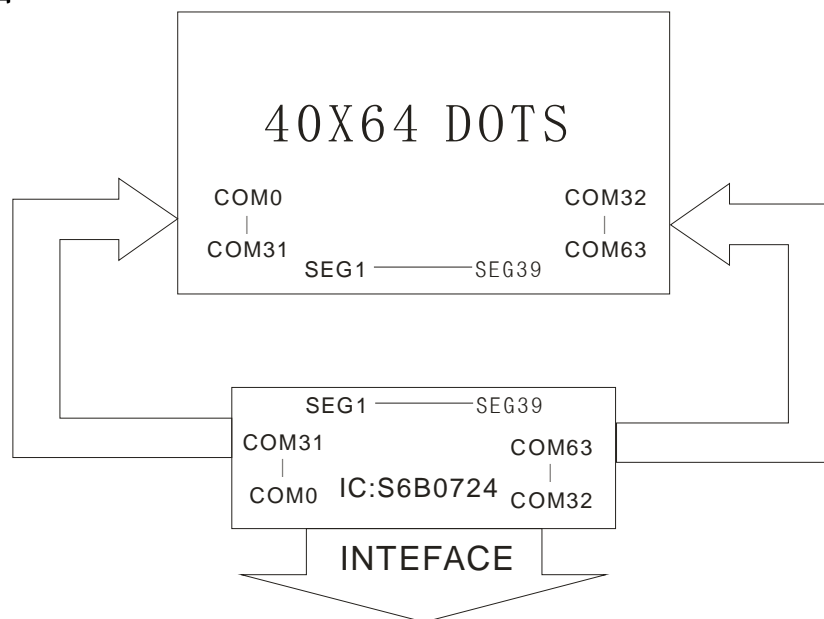 40X64 DOTS
COM0
COM31
COM32
COM63
SEG1 SEG39
SEG1 SEG39
COM31
COM0
COM63
COM32
IC:S6B0724
INTEFACE